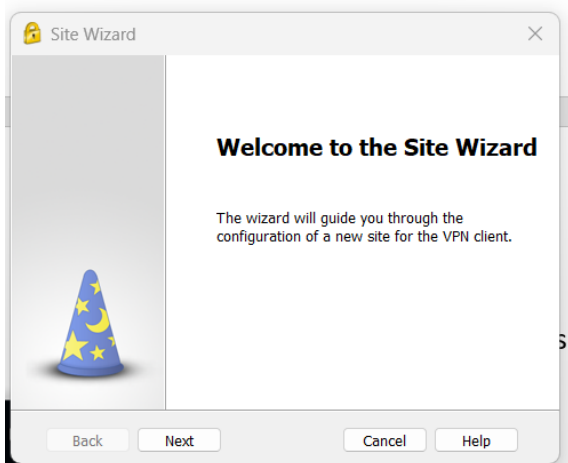 Site Wizard
Welcome to the Site Wizard
The wizard will guide you through the
configuration of a new site for the VPN client.
s
Back
Next
Cancel
Help